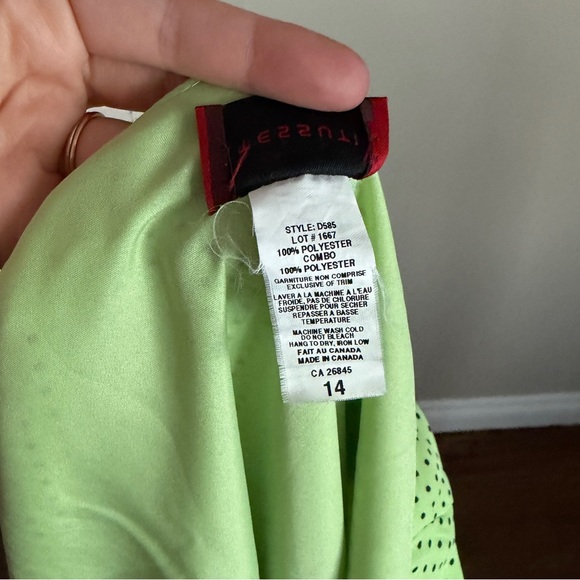 TESSUTI
STYLE: D585
LOT # 1667
100% POLYESTER
COMBO
100% POLYESTER
GARNITURE NON COMPRISE
EXCLUSIVE OF TRIM
LAVER A LA MACHINE A L'EAU
FROIDE, PAS DE CHLORURE
SUSPENDRE POUR SECHER
REPASSER A BASSE
TEMPERATURE
MACHINE WASH COLD
DO NOT BLEACH
HANG TO DRY, IRON LOW
FAIT AU CANADA
MADE IN CANADA
CA 26845
14